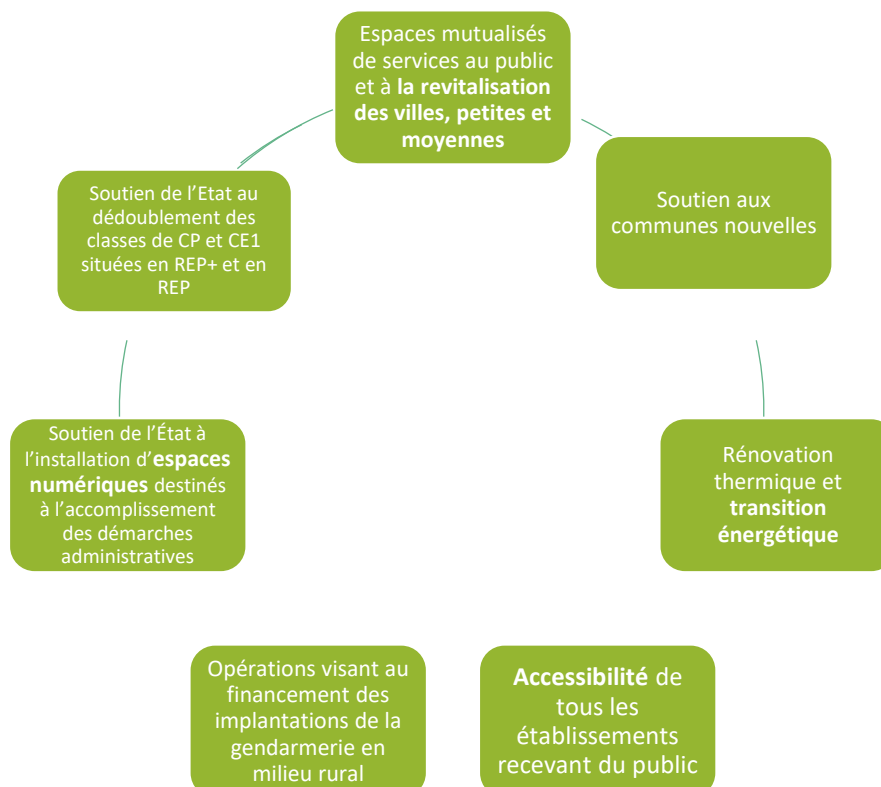 Espaces mutualisés
de services au public
et à la revitalisation
des villes, petites et
moyennes
Soutien aux
communes nouvelles
Rénovation
thermique et
transition
énergétique
Accessibilité de
tous les
établissements
recevant du public
Opérations visant au
financement des
implantations de la
gendarmerie en
milieu rural
Soutien de l’État à
l’installation d’espaces
numériques destinés
à l’accomplissement
des démarches
administratives
Soutien de l’Etat au
dédoublement des
classes de CP et CE1
situées en REP+ et en
REP